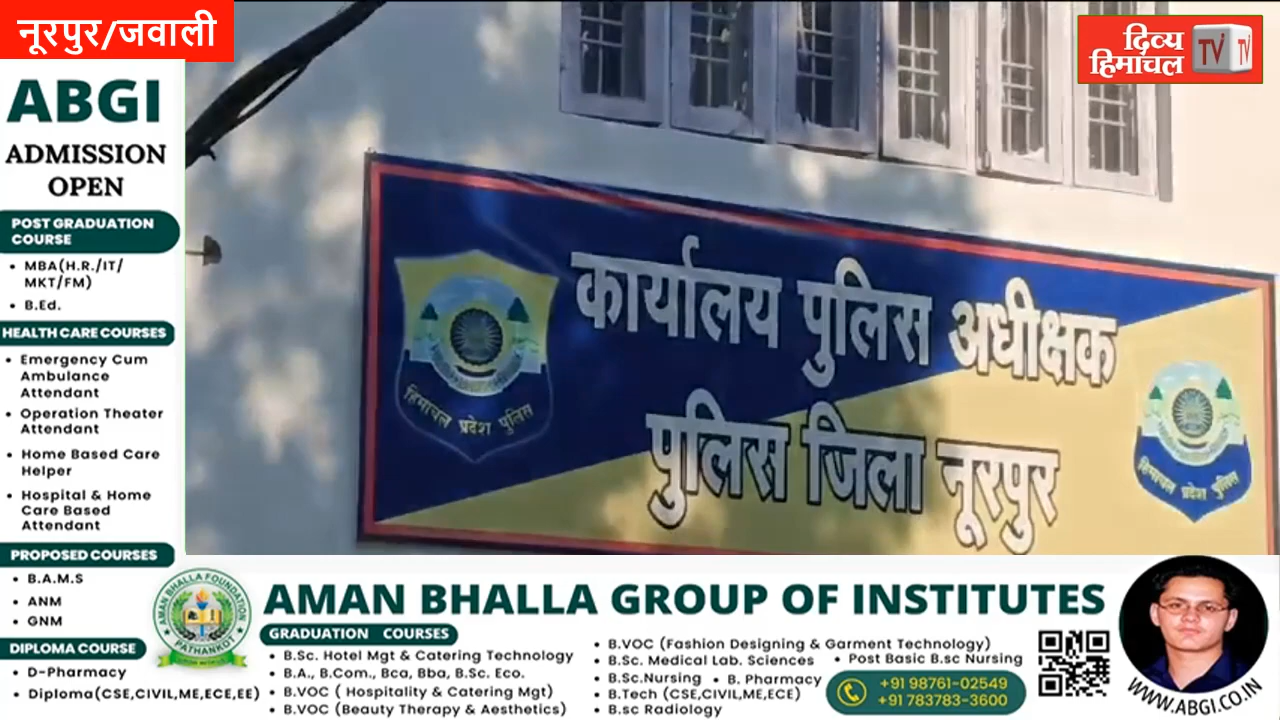 नूरपुर/जवाली
दिव्य
हिमाचल
TV
TV
ABGI
ADMISSION
OPEN
POST GRADUATION
COURSE
• MBA(H.R./IT/
MKT/FM)
• B.Ed.
HEALTH CARE COURSES
• Emergency Cum
Ambulance
Attendant
• Operation Theater
Attendant
• Home Based Care
Helper
• Hospital & Home
Care Based
Attendant
PROPOSED COURSES
• B.A.M.S
• ANM
• GNM
DIPLOMA COURSE
• D-Pharmacy
• Diploma(CSE,CIVIL,ME,ECE,EE)
कार्यालय पुलिस अधीक्षक
पुलिस जिला नूरपुर
हिमाचल प्रदेश पुलिस
हिमाचल प्रदेश पुलिस
AMAN BHALLA FOUNDATION
PATHANKOT
AMAN BHALLA GROUP OF INSTITUTES
GRADUATION COURSES
• B.Sc. Hotel Mgt & Catering Technology
• B.A., B.Com., Bca, Bba, B.Sc. Eco.
• B.VOC ( Hospitality & Catering Mgt)
• B.VOC (Beauty Therapy & Aesthetics)
• B.VOC (Fashion Designing & Garment Technology)
• B.Sc. Medical Lab. Sciences • Post Basic B.sc Nursing
• B.Sc.Nursing • B. Pharmacy
• B.Tech (CSE,CIVIL,ME,ECE)
• B.sc Radiology
+91 98761-02549
+91 783783-3600
WWW.ABGI.CO.IN